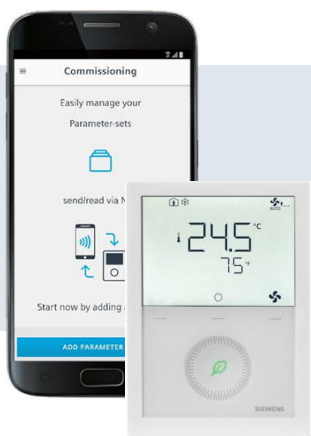 Commissioning
Easily manage your
Parameter-sets
send/read via
Start now by adding
ADD PARAMETER
AUTO
24.5 °C
75 °F
SIEMENS